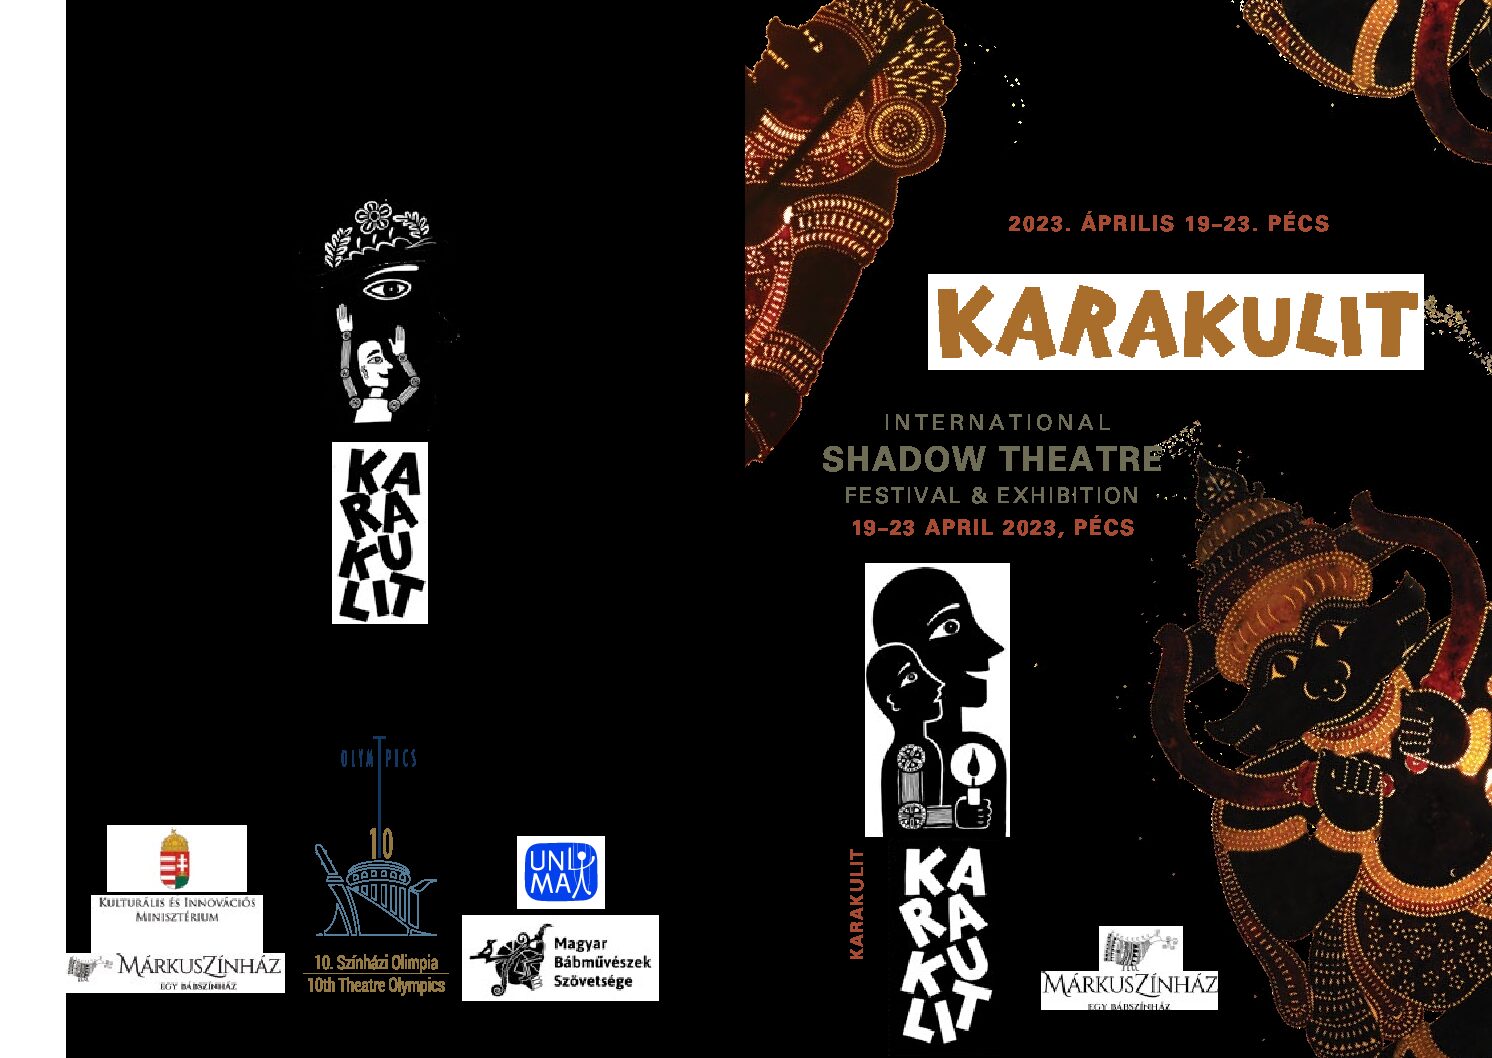 KA
RA
KU
LIT
OLYMPICS
10
KULTURÁLIS ÉS INNOVÁCIÓS
MINISZTÉRIUM
MÁRKUSZÍNHÁZ
EGY BÁBSZÍNHÁZ
10. Színházi Olimpia
10th Theatre Olympics
UNIMA
Magyar
Bábművészek
Szövetsége
2023. ÁPRILIS 19–23. PÉCS
KARAKULIT
INTERNATIONAL
SHADOW THEATRE
FESTIVAL & EXHIBITION
19–23 APRIL 2023, PÉCS
KARAKULIT
KA
RA
KU
LIT
MÁRKUSZÍNHÁZ
EGY BÁBSZÍNHÁZ